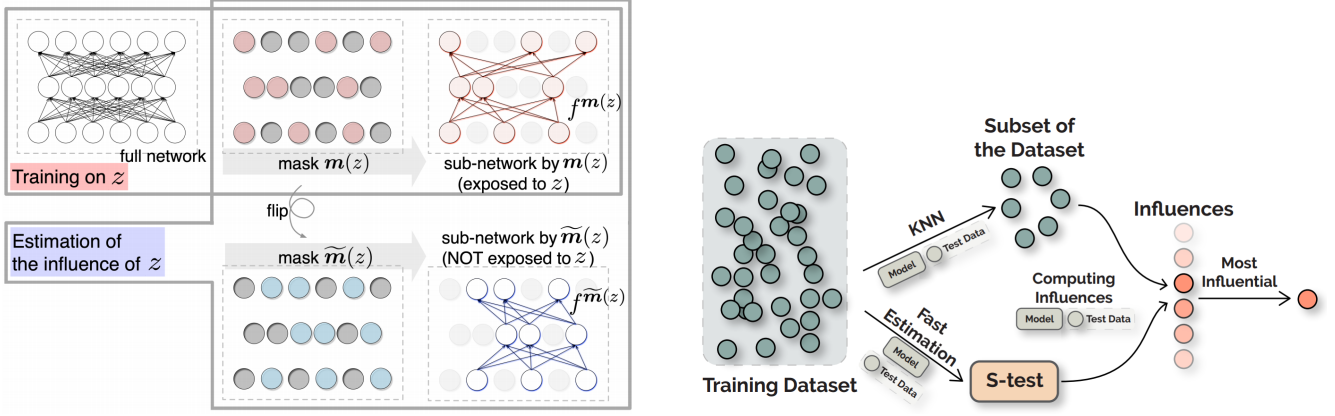 full network
Training on z
mask m(z)
f^m(z)
sub-network by m(z)
(exposed to z)
flip
Estimation of
the influence of z
mask m̃(z)
sub-network by m̃(z)
(NOT exposed to z)
f^m̃(z)
Training Dataset
KNN
Model
Test Data
Subset of
the Dataset
Fast
Estimation
Model
Test Data
S-test
Computing
Influences
Model
Test Data
Influences
Most
Influential